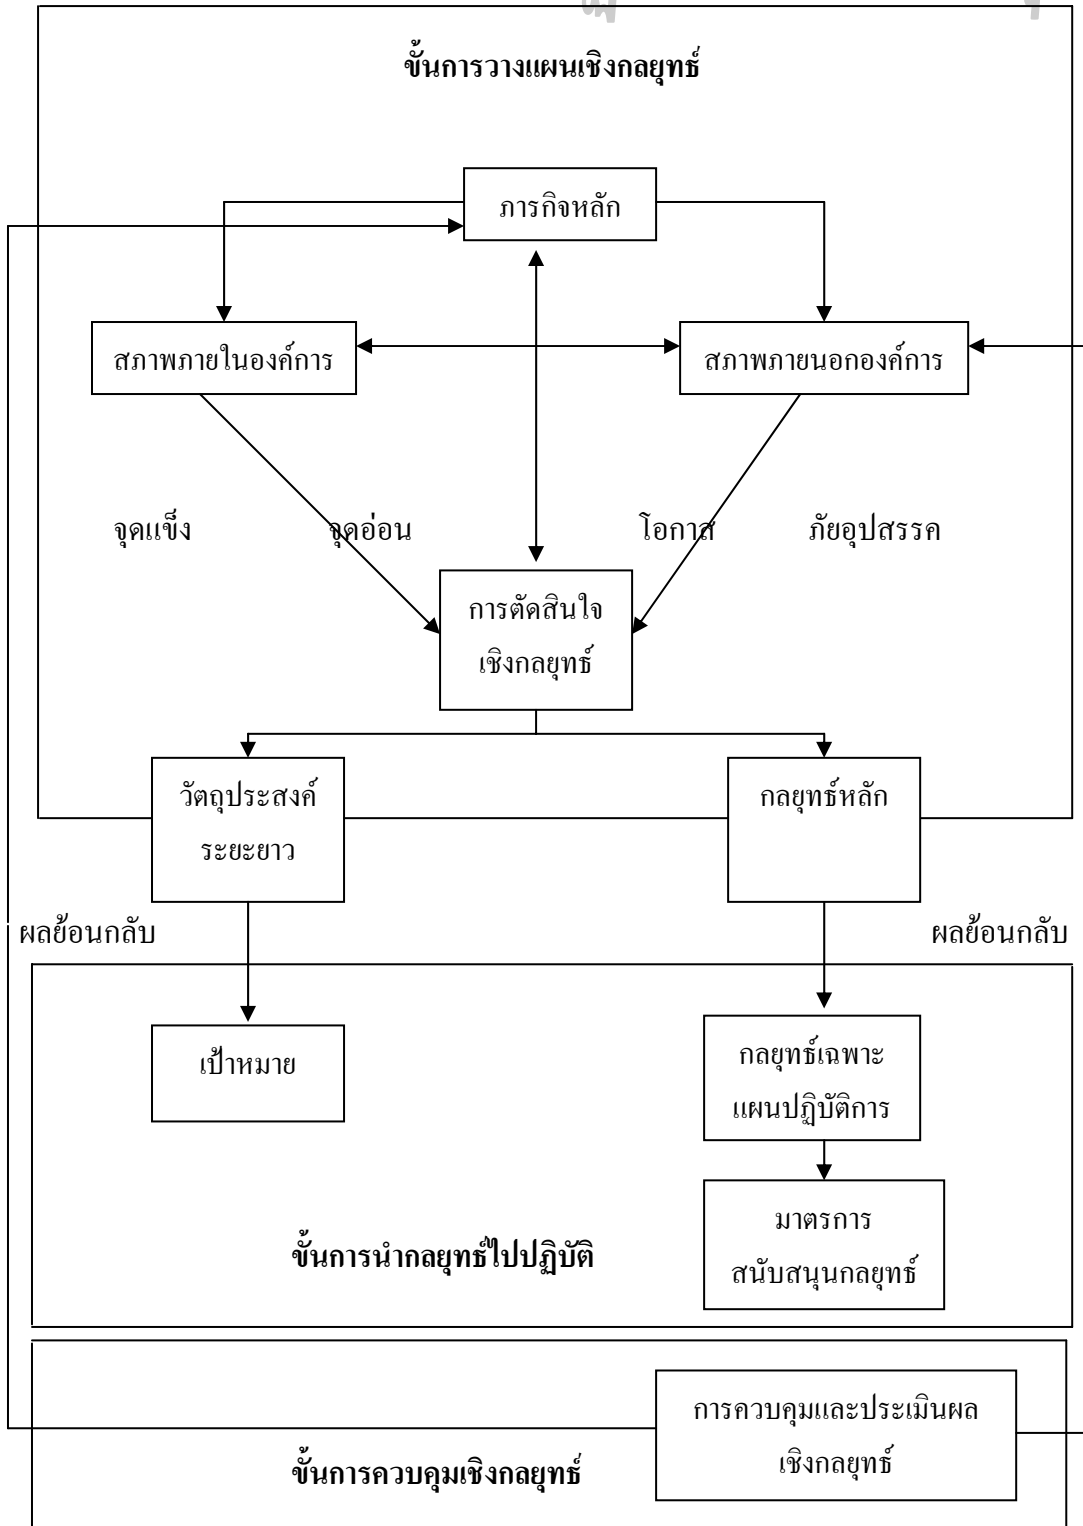 ขั้นการวางแผนเชิงกลยุทธ์
ภารกิจหลัก
สภาพภายในองค์การ
สภาพภายนอกองค์การ
จุดแข็ง
จุดอ่อน
โอกาส
ภัยอุปสรรค
การตัดสินใจ
เชิงกลยุทธ์
วัตถุประสงค์
ระยะยาว
กลยุทธ์หลัก
ผลย้อนกลับ
ผลย้อนกลับ
เป้าหมาย
กลยุทธ์เฉพาะ
แผนปฏิบัติการ
มาตรการ
สนับสนุนกลยุทธ์
ขั้นการนำกลยุทธ์ไปปฏิบัติ
การควบคุมและประเมินผล
เชิงกลยุทธ์
ขั้นการควบคุมเชิงกลยุทธ์